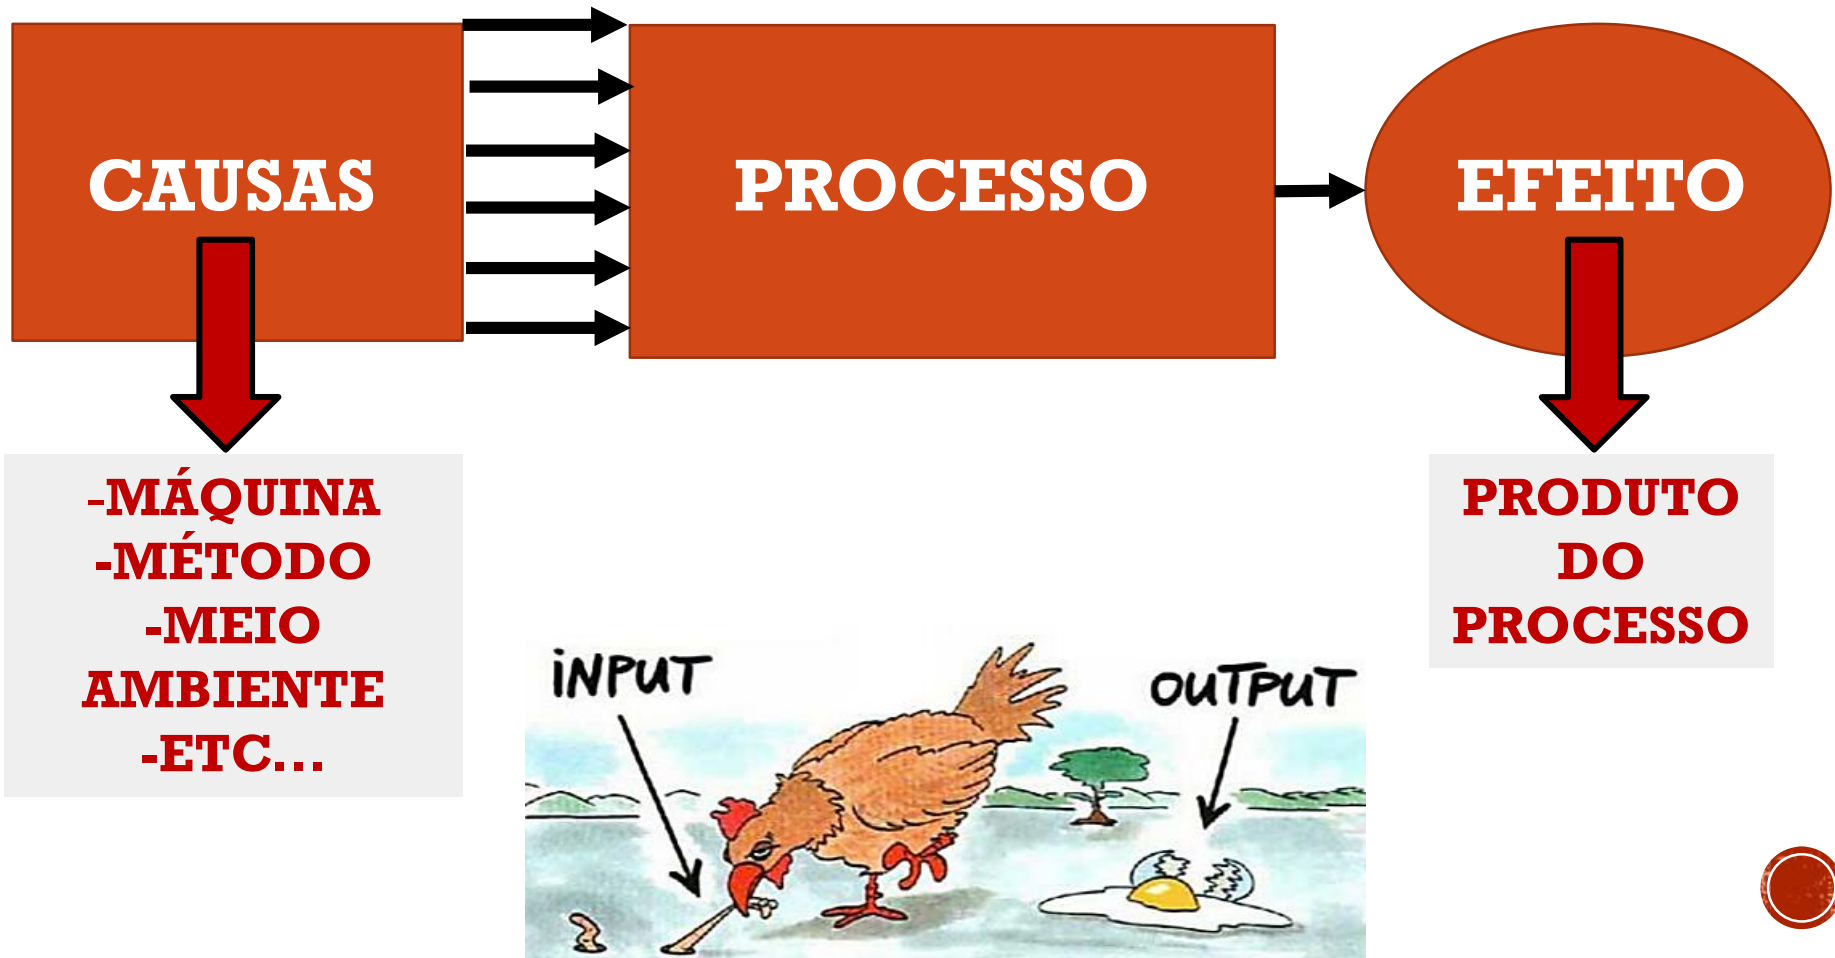 CAUSAS
PROCESSO
EFEITO
-MÁQUINA
-MÉTODO
-MEIO
AMBIENTE
-ETC...
PRODUTO
DO
PROCESSO
iNPUT
OUTPUT